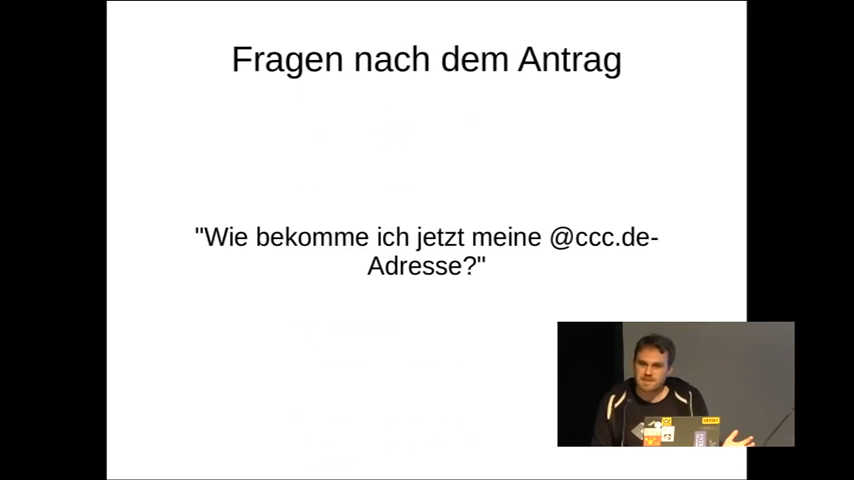 Fragen nach dem Antrag
"Wie bekomme ich jetzt meine @ccc.de-
Adresse?"